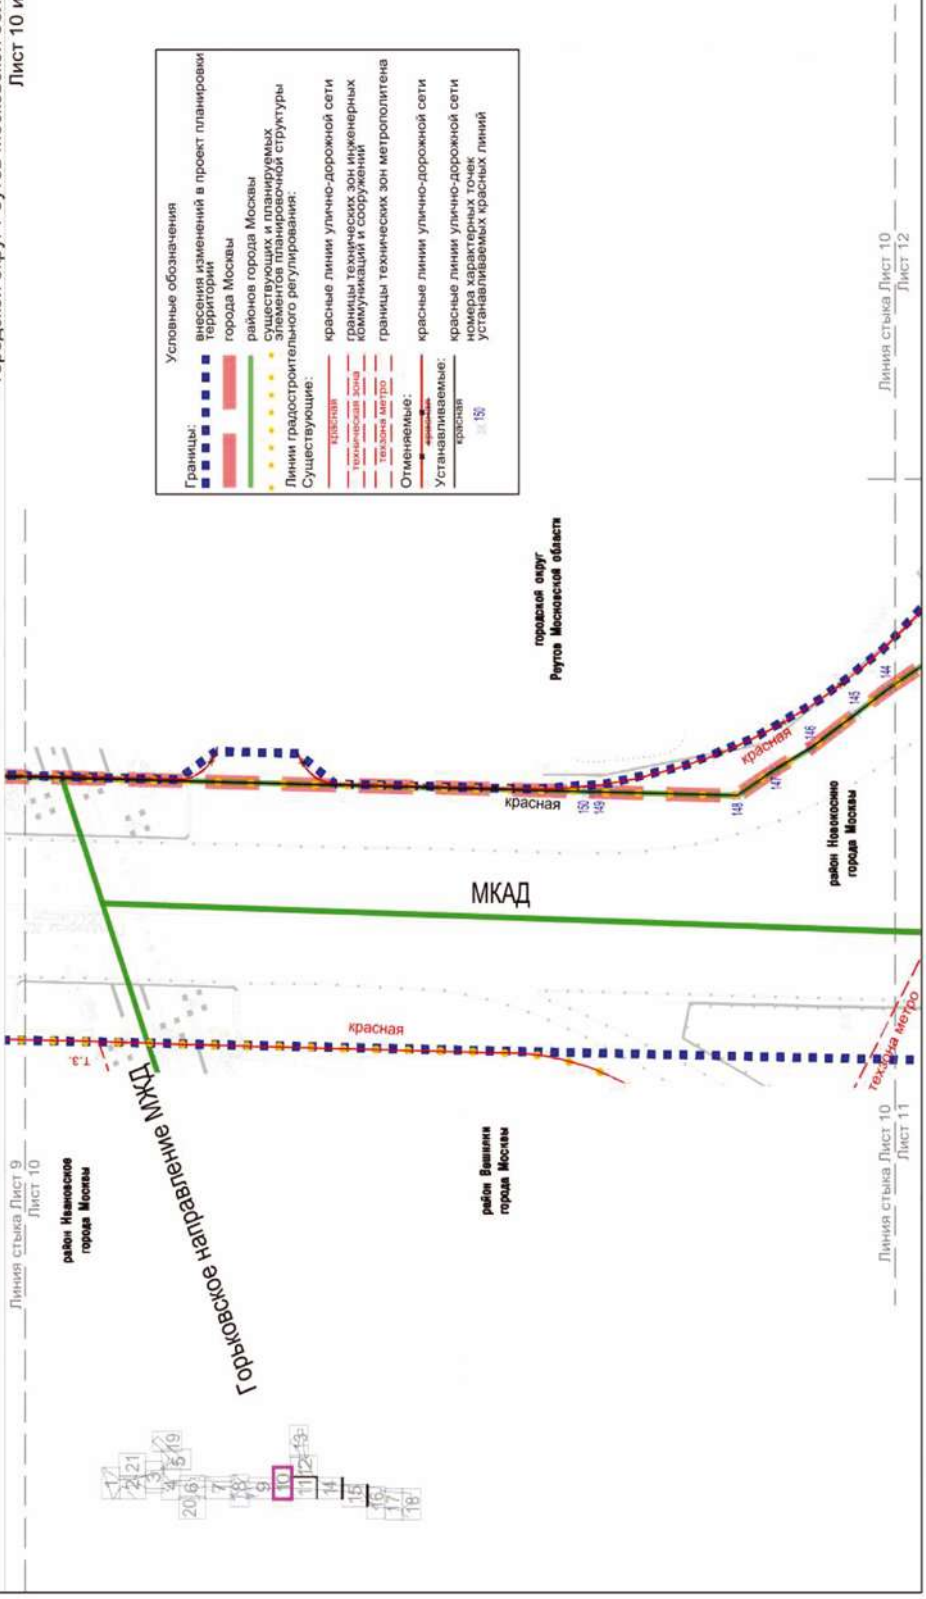 Лист 10 и
Условные обозначения
Границы:
внесения изменений в проект планировки
территории
города Москвы
районов города Москвы
существующих и планируемых
элементов планировочной структуры
Линии градостроительного регулирования:
Существующие:
красная
красные линии улично-дорожной сети
техническая зона
границы технических зон инженерных
коммуникаций и сооружений
техзона метро
границы технических зон метрополитена
Отменяемые:
красная
красные линии улично-дорожной сети
Устанавливаемые:
красная
красные линии улично-дорожной сети
150
номера характерных точек
устанавливаемых красных линий
Линия стыка Лист 9
Лист 10
район Ивановское
города Москвы
т.з.
Горьковское направление МЖД
красная
МКАД
красная
городской округ
Реутов Московской области
район Вешняки
города Москвы
150
149
148
147
146
145
144
красная
район Новокосино
города Москвы
техзона метро
Линия стыка Лист 10
Лист 11
Линия стыка Лист 10
Лист 12
1
2
21
3
4
5
19
20
6
7
8
9
10
11
12
13
14
15
16
17
18